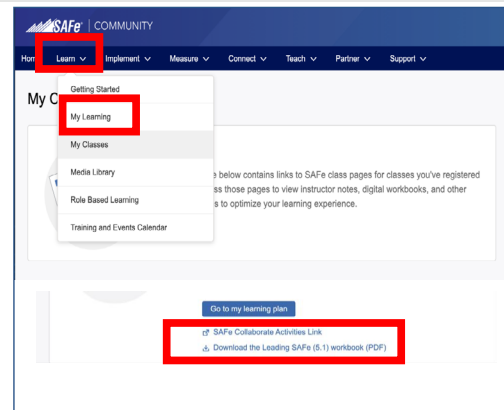 SAFe® | COMMUNITY
Hom Learn Implement Measure Connect Teach Partner Support
Getting Started
My C
My Learning
My Classes
Media Library
e below contains links to SAFe class pages for classes you've registered
ss those pages to view instructor notes, digital workbooks, and other
Role Based Learning
s to optimize your learning experience.
Training and Events Calendar
Go to my learning plan
SAFe Collaborate Activities Link
Download the Leading SAFe (5.1) workbook (PDF)